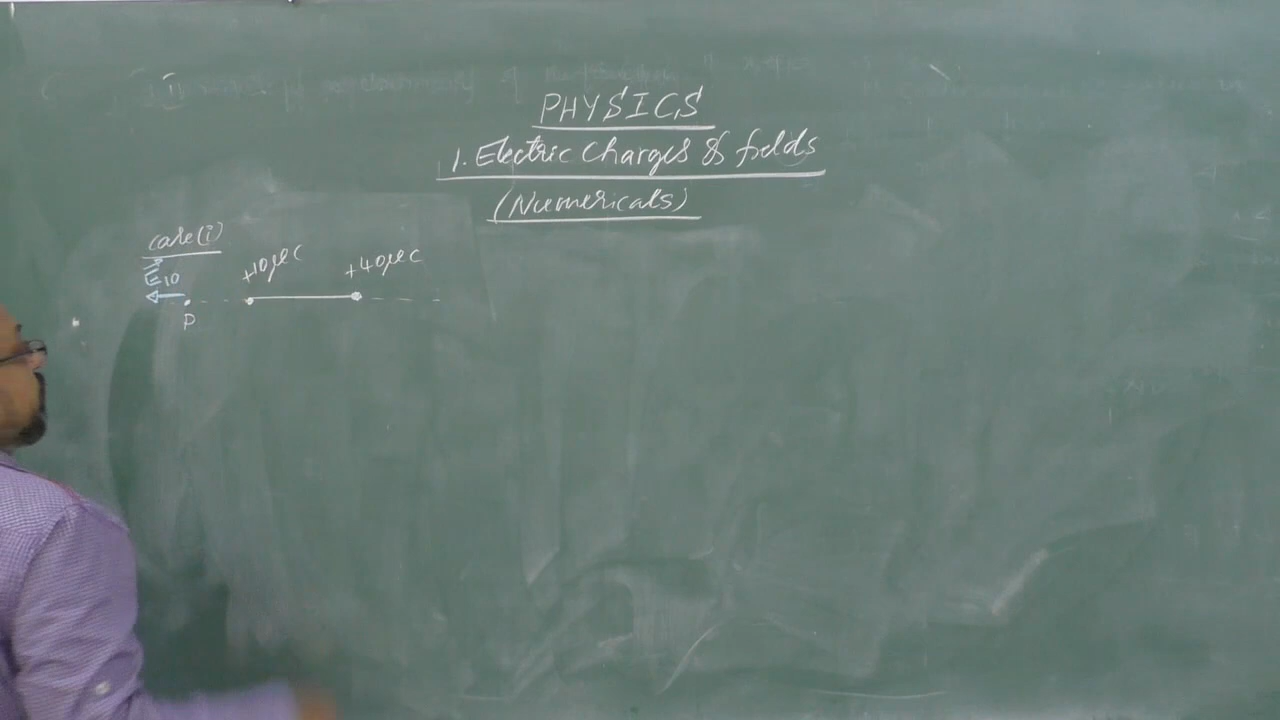 PHYSICS
1. Electric Charges & fields
(Numericals)
case(i)
+10μC +40μC
E10
P